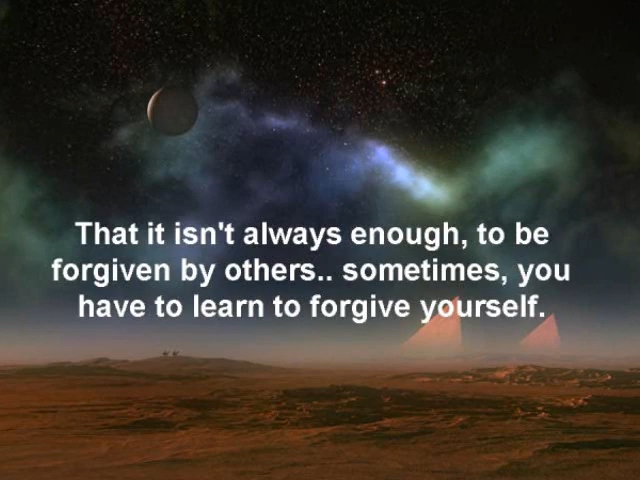 That it isn't always enough, to be
forgiven by others.. sometimes, you
have to learn to forgive yourself.